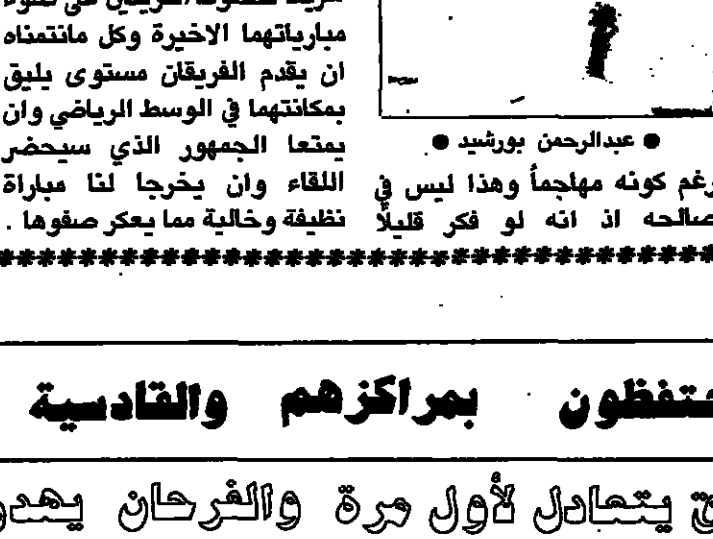 ● عبدالرحمن بورشيد ●
رغم كونه مهاجماً وهذا ليس في
صالحه اذ انه لو فكر قليلاً
مبارياتهما الاخيرة وكل مانتمناه
ان يقدم الفريقان مستوى يليق
بمكانتهما في الوسط الرياضي وان
يمتعا الجمهور الذي سيحضر
اللقاء وان يخرجا لنا مباراة
نظيفة وخالية مما يعكر صفوها .
بمراكزهم والقادسية
يتعادل لأول مرة والفرحان